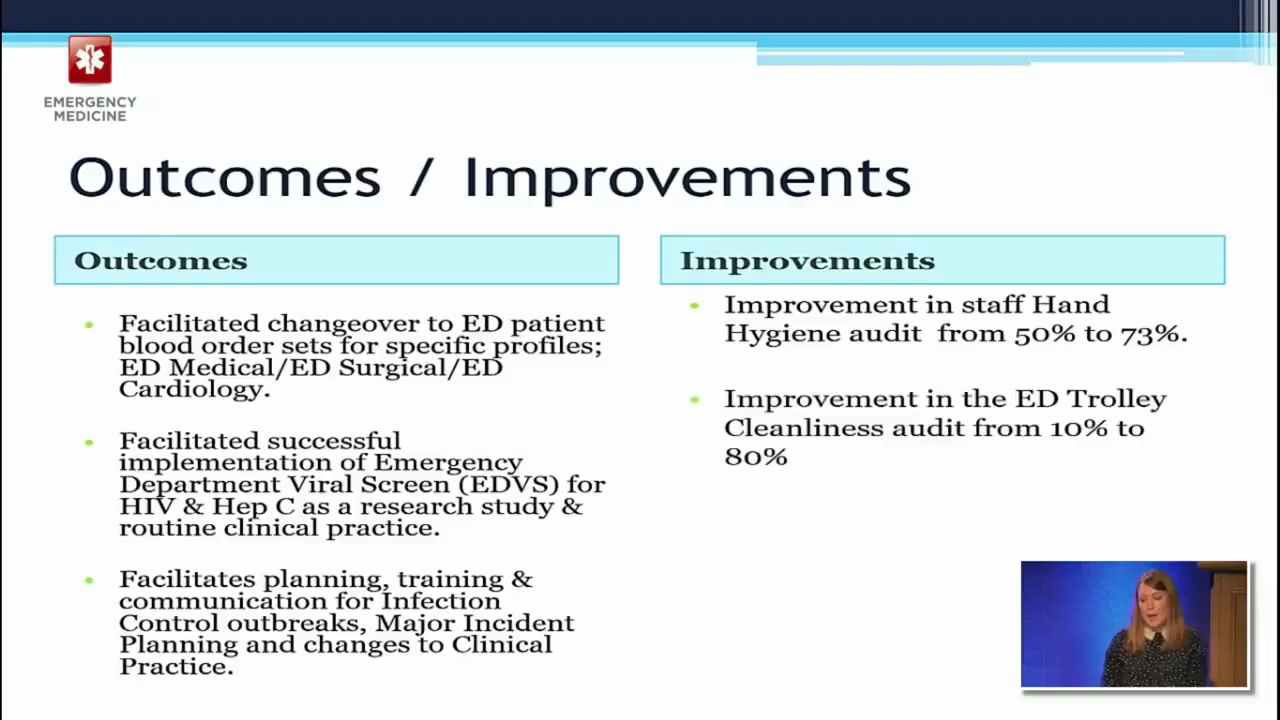 EMERGENCY
MEDICINE
Outcomes / Improvements
Outcomes
Facilitated changeover to ED patient
blood order sets for specific profiles;
ED Medical/ED Surgical/ED
Cardiology.
Facilitated successful
implementation of Emergency
Department Viral Screen (EDVS) for
HIV & Hep C as a research study &
routine clinical practice.
Facilitates planning, training &
communication for Infection
Control outbreaks, Major Incident
Planning and changes to Clinical
Practice.
Improvements
Improvement in staff Hand
Hygiene audit from 50% to 73%.
Improvement in the ED Trolley
Cleanliness audit from 10% to
80%